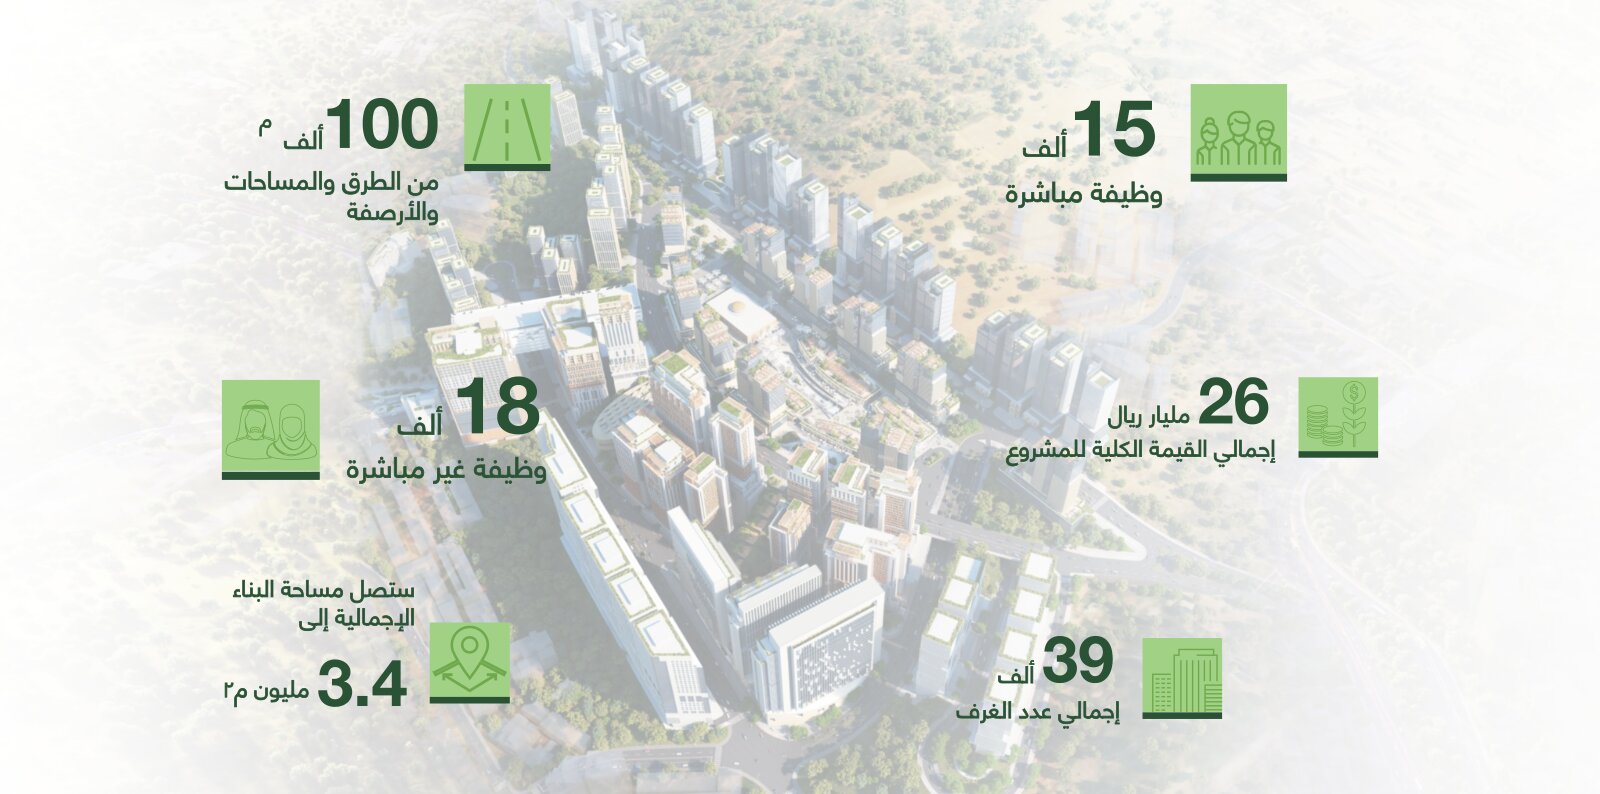 15 ألف
وظيفة مباشرة
100 ألف م
من الطرق والمساحات
والأرصفة
26 مليار ريال
إجمالي القيمة الكلية للمشروع
18 ألف
وظيفة غير مباشرة
39 ألف
إجمالي عدد الغرف
ستصل مساحة البناء
الإجمالية إلى
3.4 مليون م٢